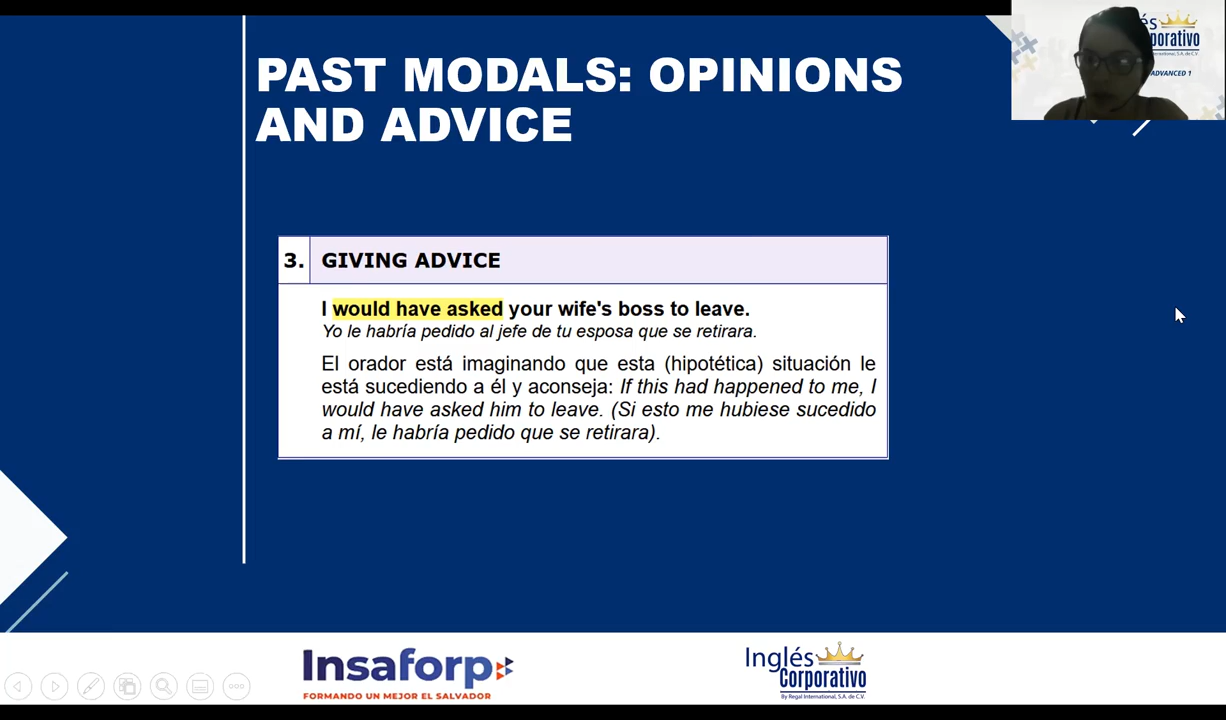 PAST MODALS: OPINIONS
AND ADVICE
és
porativo
ADVANCED 1
3. GIVING ADVICE
I would have asked your wife's boss to leave.
Yo le habría pedido al jefe de tu esposa que se retirara.
El orador está imaginando que esta (hipotética) situación le
está sucediendo a él y aconseja: If this had happened to me, I
would have asked him to leave. (Si esto me hubiese sucedido
a mí, le habría pedido que se retirara).
Insaforp
FORMANDO UN MEJOR EL SALVADOR
Inglés
Corporativo
By Regal International, S.A. de C.V.